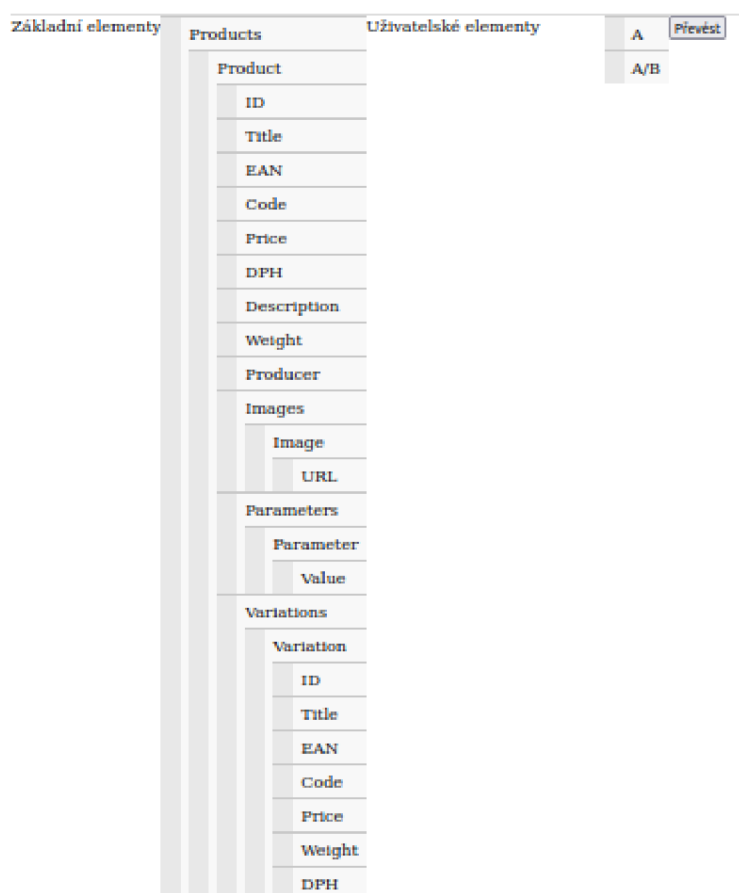 Základní elementy
Products
Product
ID
Title
EAN
Code
Price
DPH
Description
Weight
Producer
Images
Image
URL
Parameters
Parameter
Value
Variations
Variation
ID
Title
EAN
Code
Price
Weight
DPH
Uživatelské elementy
A
A/B
Převést